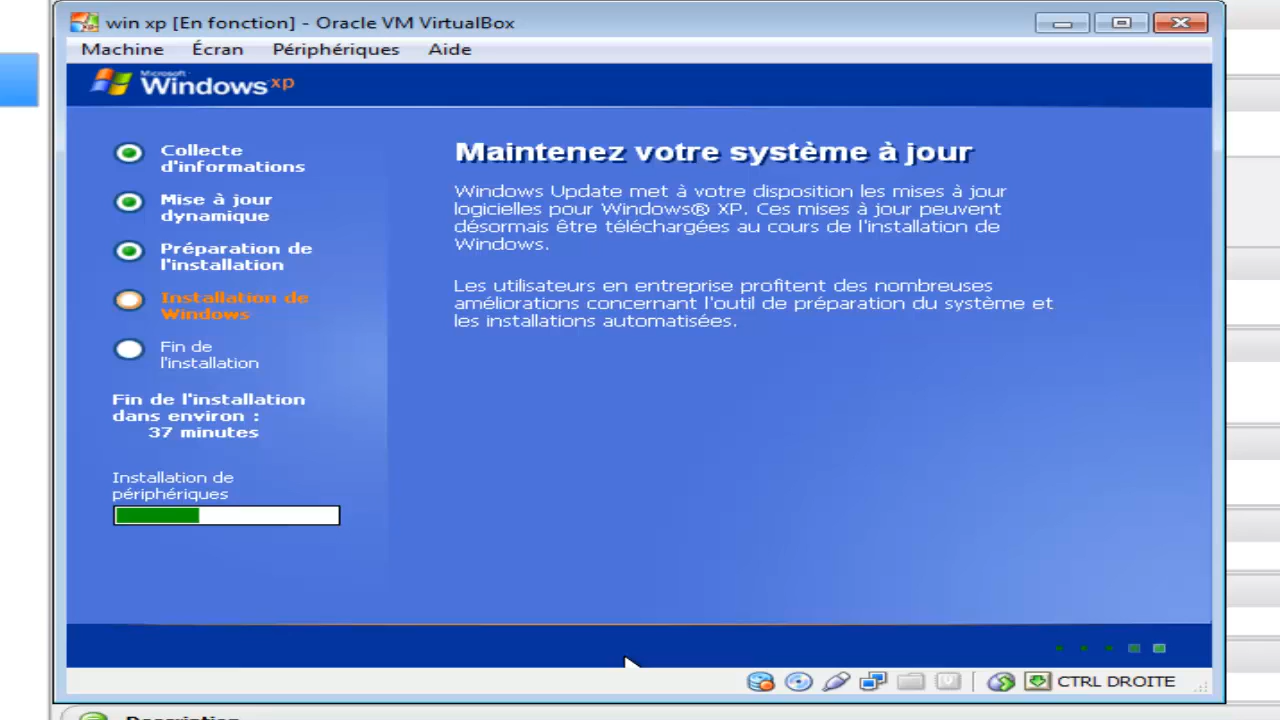 win xp [En fonction] - Oracle VM VirtualBox
Machine Écran Périphériques Aide
Microsoft
Windows xp
Collecte
d'informations
Mise à jour
dynamique
Préparation de
l'installation
Installation de
Windows
Fin de
l'installation
Fin de l'installation
dans environ :
37 minutes
Installation de
périphériques
Maintenez votre système à jour
Windows Update met à votre disposition les mises à jour
logicielles pour Windows® XP. Ces mises à jour peuvent
désormais être téléchargées au cours de l'installation de
Windows.
Les utilisateurs en entreprise profitent des nombreuses
améliorations concernant l'outil de préparation du système et
les installations automatisées.
CTRL DROITE
Description